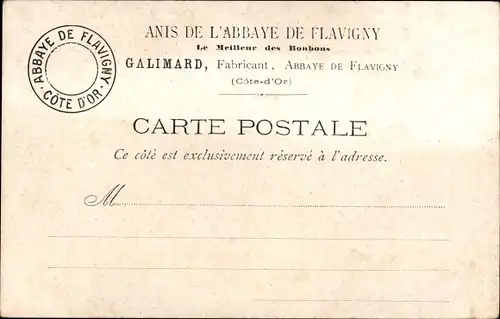 ABBAYE DE FLAVIGNY
· CÔTE D'OR ·
ANIS DE L'ABBAYE DE FLAVIGNY
Le Meilleur des Bonbons
GALIMARD, Fabricant, ABBAYE DE FLAVIGNY
(Côte-d'Or)
CARTE POSTALE
Ce côté est exclusivement réservé à l'adresse.
M